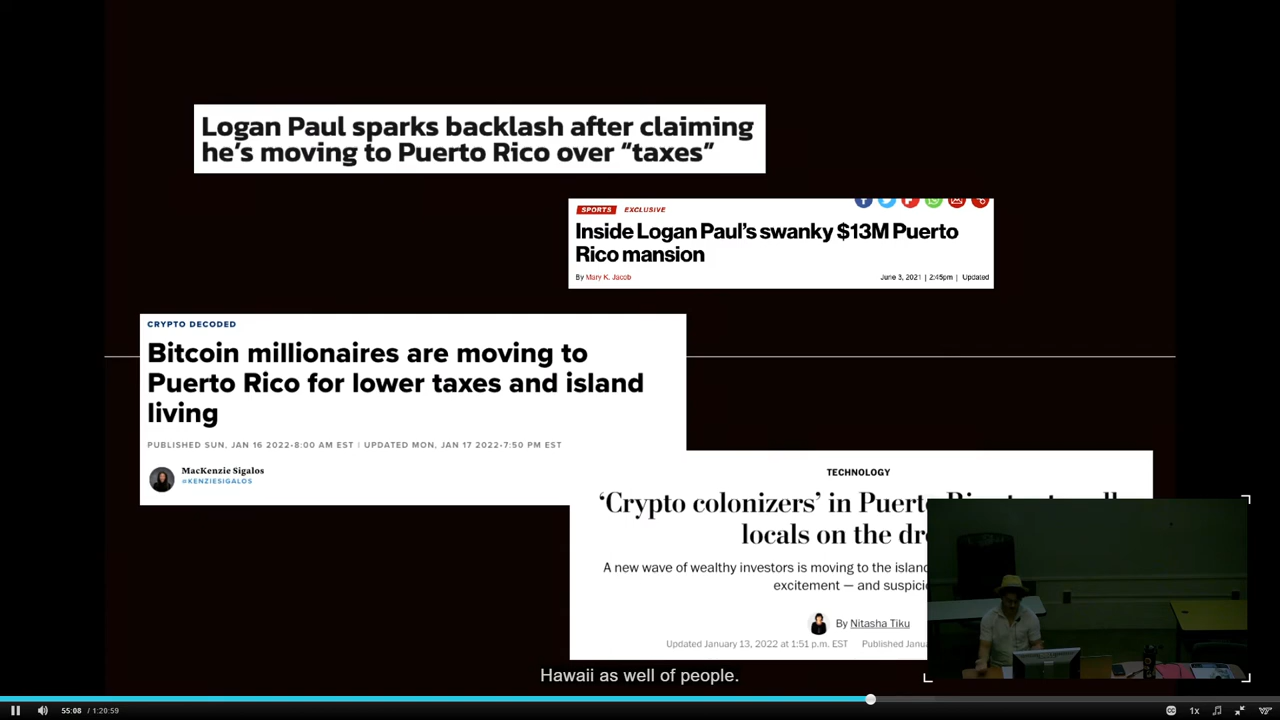 Logan Paul sparks backlash after claiming
he's moving to Puerto Rico over “taxes”
SPORTS EXCLUSIVE
Inside Logan Paul's swanky $13M Puerto
Rico mansion
By Mary K. Jacob June 3, 2021 | 2:45pm | Updated
CRYPTO DECODED
Bitcoin millionaires are moving to
Puerto Rico for lower taxes and island
living
PUBLISHED SUN, JAN 16 2022•8:00 AM EST | UPDATED MON, JAN 17 2022•7:50 PM EST
MacKenzie Sigalos
@KENZIESIGALOS
TECHNOLOGY
‘Crypto colonizers’ in
locals on the
A new wave of wealthy investors is moving to the
excitement — and
By Nitasha Tiku
Updated January 13, 2022 at 1:51 p.m. EST Published
Hawaii as well of people.
55:08 / 1:20:59
CC
1x